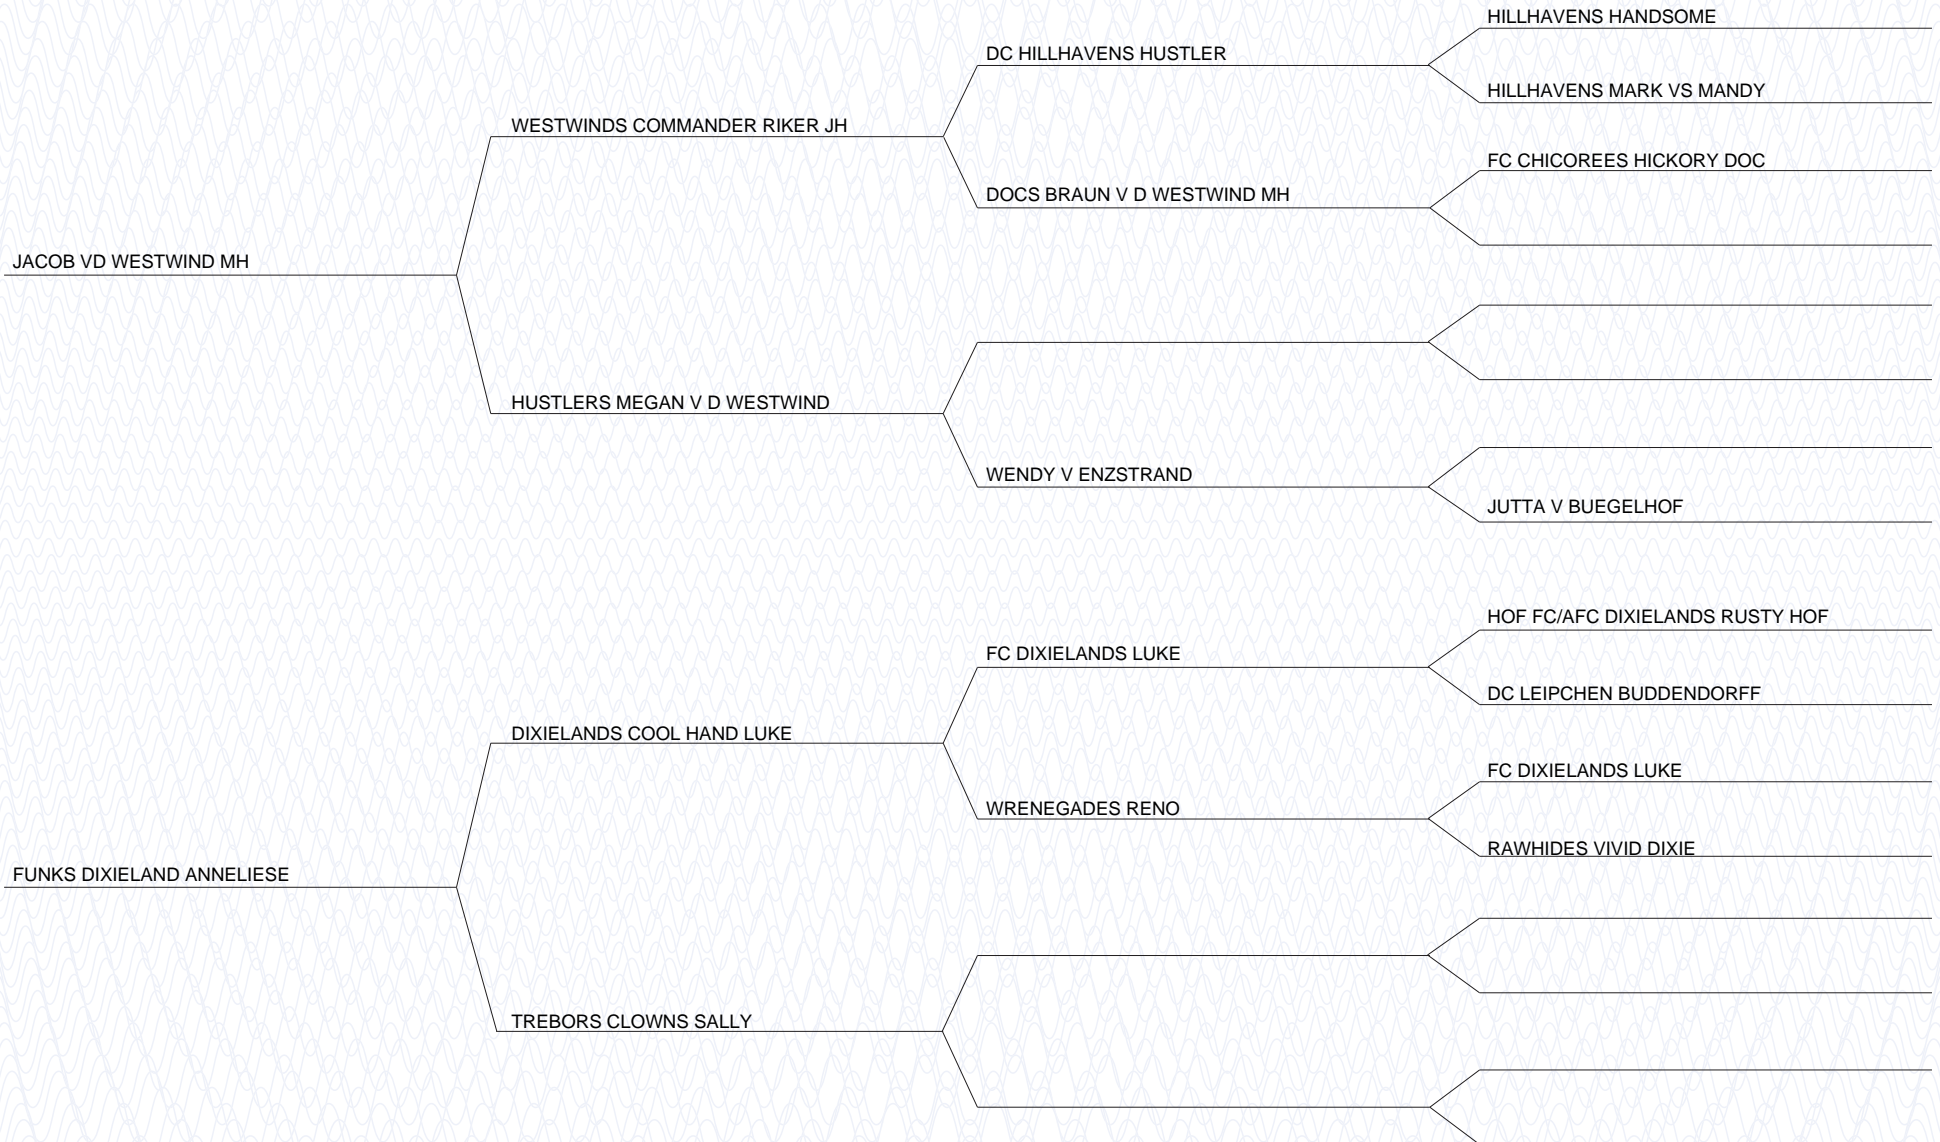 HILLHAVENS HANDSOME
DC HILLHAVENS HUSTLER
HILLHAVENS MARK VS MANDY
WESTWINDS COMMANDER RIKER JH
FC CHICOREES HICKORY DOC
DOCS BRAUN V D WESTWIND MH
JACOB VD WESTWIND MH
HUSTLERS MEGAN V D WESTWIND
WENDY V ENZSTRAND
JUTTA V BUEGELHOF
HOF FC/AFC DIXIELANDS RUSTY HOF
FC DIXIELANDS LUKE
DC LEIPCHEN BUDDENDORFF
DIXIELANDS COOL HAND LUKE
FC DIXIELANDS LUKE
WRENEGADES RENO
RAWHIDES VIVID DIXIE
FUNKS DIXIELAND ANNELIESE
TREBORS CLOWNS SALLY